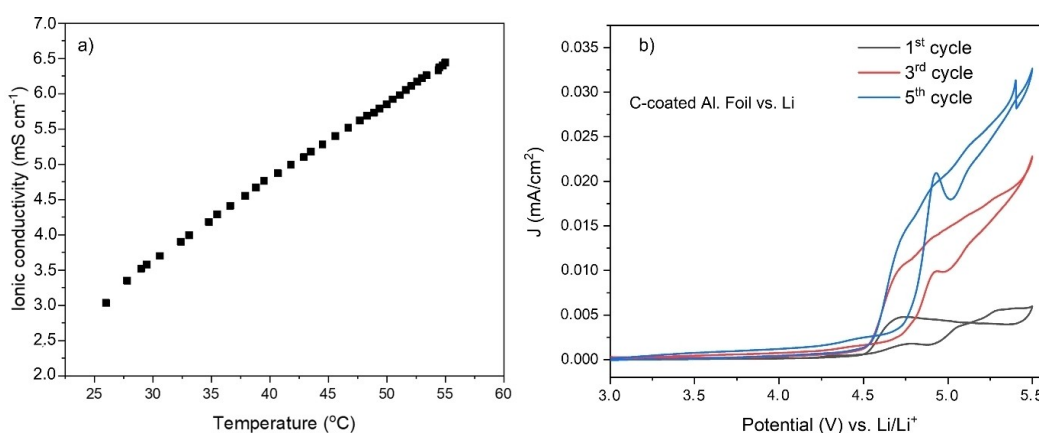 a)
Ionic conductivity (mS cm⁻¹)
7.0
6.5
6.0
5.5
5.0
4.5
4.0
3.5
3.0
2.5
2.0
25 30 35 40 45 50 55
Temperature (°C)
b)
1st cycle
3rd cycle
5th cycle
C-coated Al. Foil vs. Li
J (mA/cm²)
0.035
0.030
0.025
0.020
0.015
0.010
0.005
0.000
3.0 3.5 4.0 4.5 5.0 5.5
Potential (V) vs. Li/Li⁺